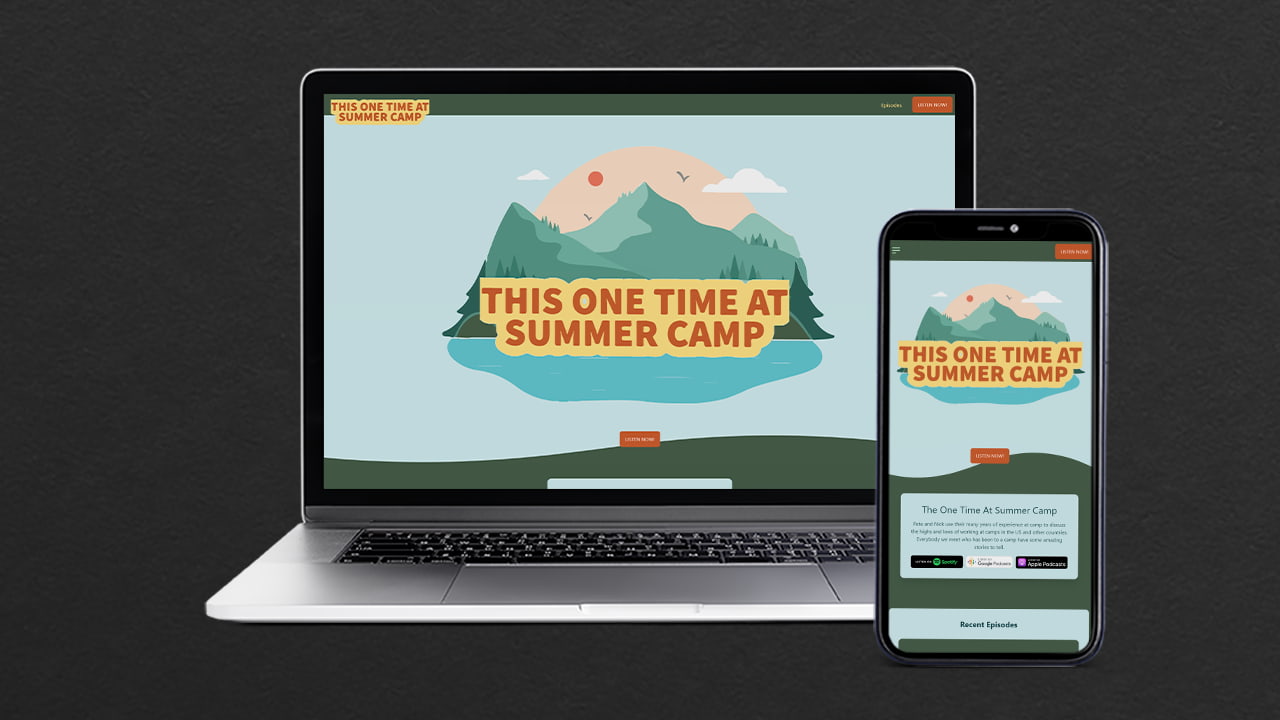 THIS ONE TIME AT
SUMMER CAMP
Episodes
LISTEN NOW!
THIS ONE TIME AT
SUMMER CAMP
LISTEN NOW!
LISTEN NOW!
THIS ONE TIME AT
SUMMER CAMP
LISTEN NOW!
The One Time At Summer Camp
Pete and Nick use their many years of experience at camp to discuss
the highs and lows of working at camps in the US and other countries.
Everybody we meet who has been to a camp have some amazing
stories to tell.
Spotify
Google Podcasts
Apple Podcasts
Recent Episodes